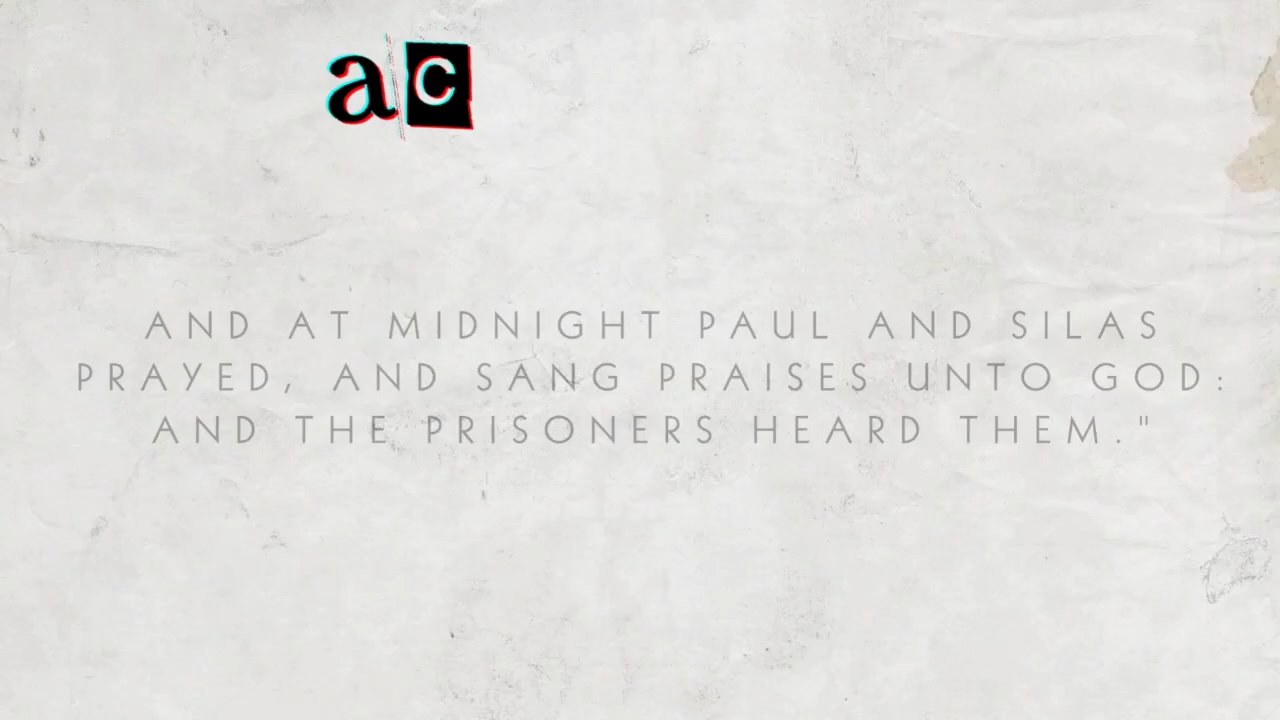 ac
AND AT MIDNIGHT PAUL AND SILAS
PRAYED, AND SANG PRAISES UNTO GOD:
AND THE PRISONERS HEARD THEM."